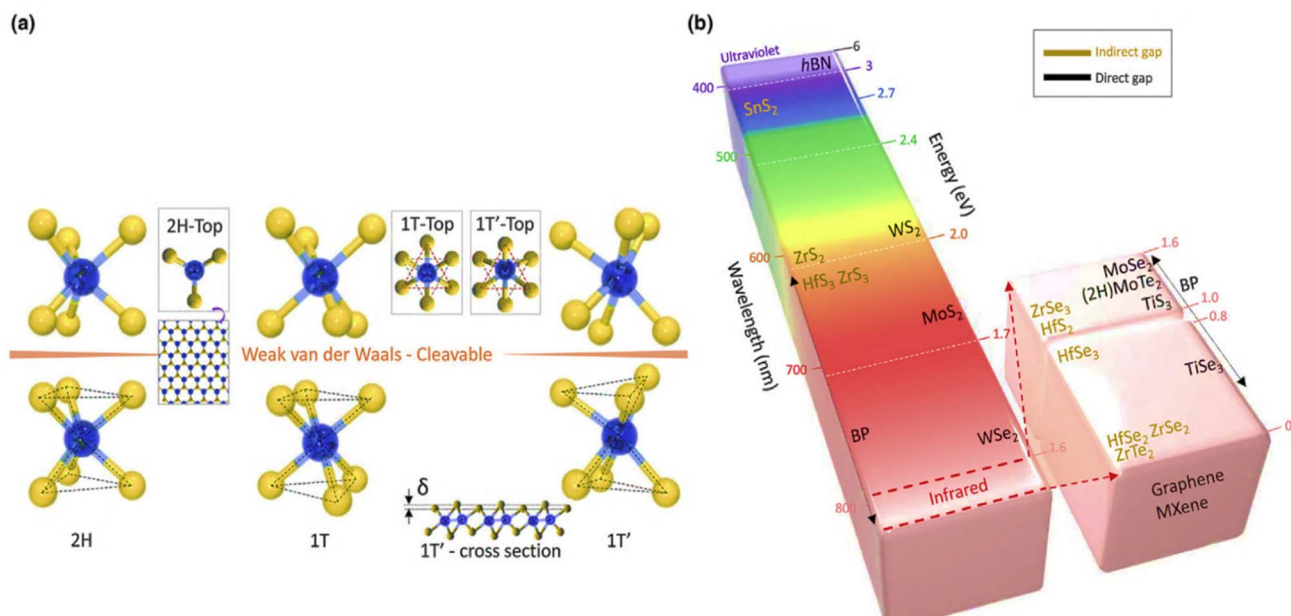 (a)
2H-Top
1T-Top
1T’-Top
Weak van der Waals - Cleavable
δ
1T’ - cross section
2H
1T
1T’
(b)
Indirect gap
Direct gap
Ultraviolet
hBN
6
3
400
2.7
SnS₂
2.4
500
Energy (eV)
WS₂
2.0
600
ZrS₂
HfS₃ ZrS₃
Wavelength (nm)
MoS₂
1.7
700
BP
WSe₂
1.6
Infrared
800
1.6
MoSe₂
(2H)MoTe₂
BP
TiS₃
1.0
0.8
ZrSe₃
HfS₂
HfSe₃
TiSe₃
HfSe₂ ZrSe₂
ZrTe₂
0
Graphene
MXene